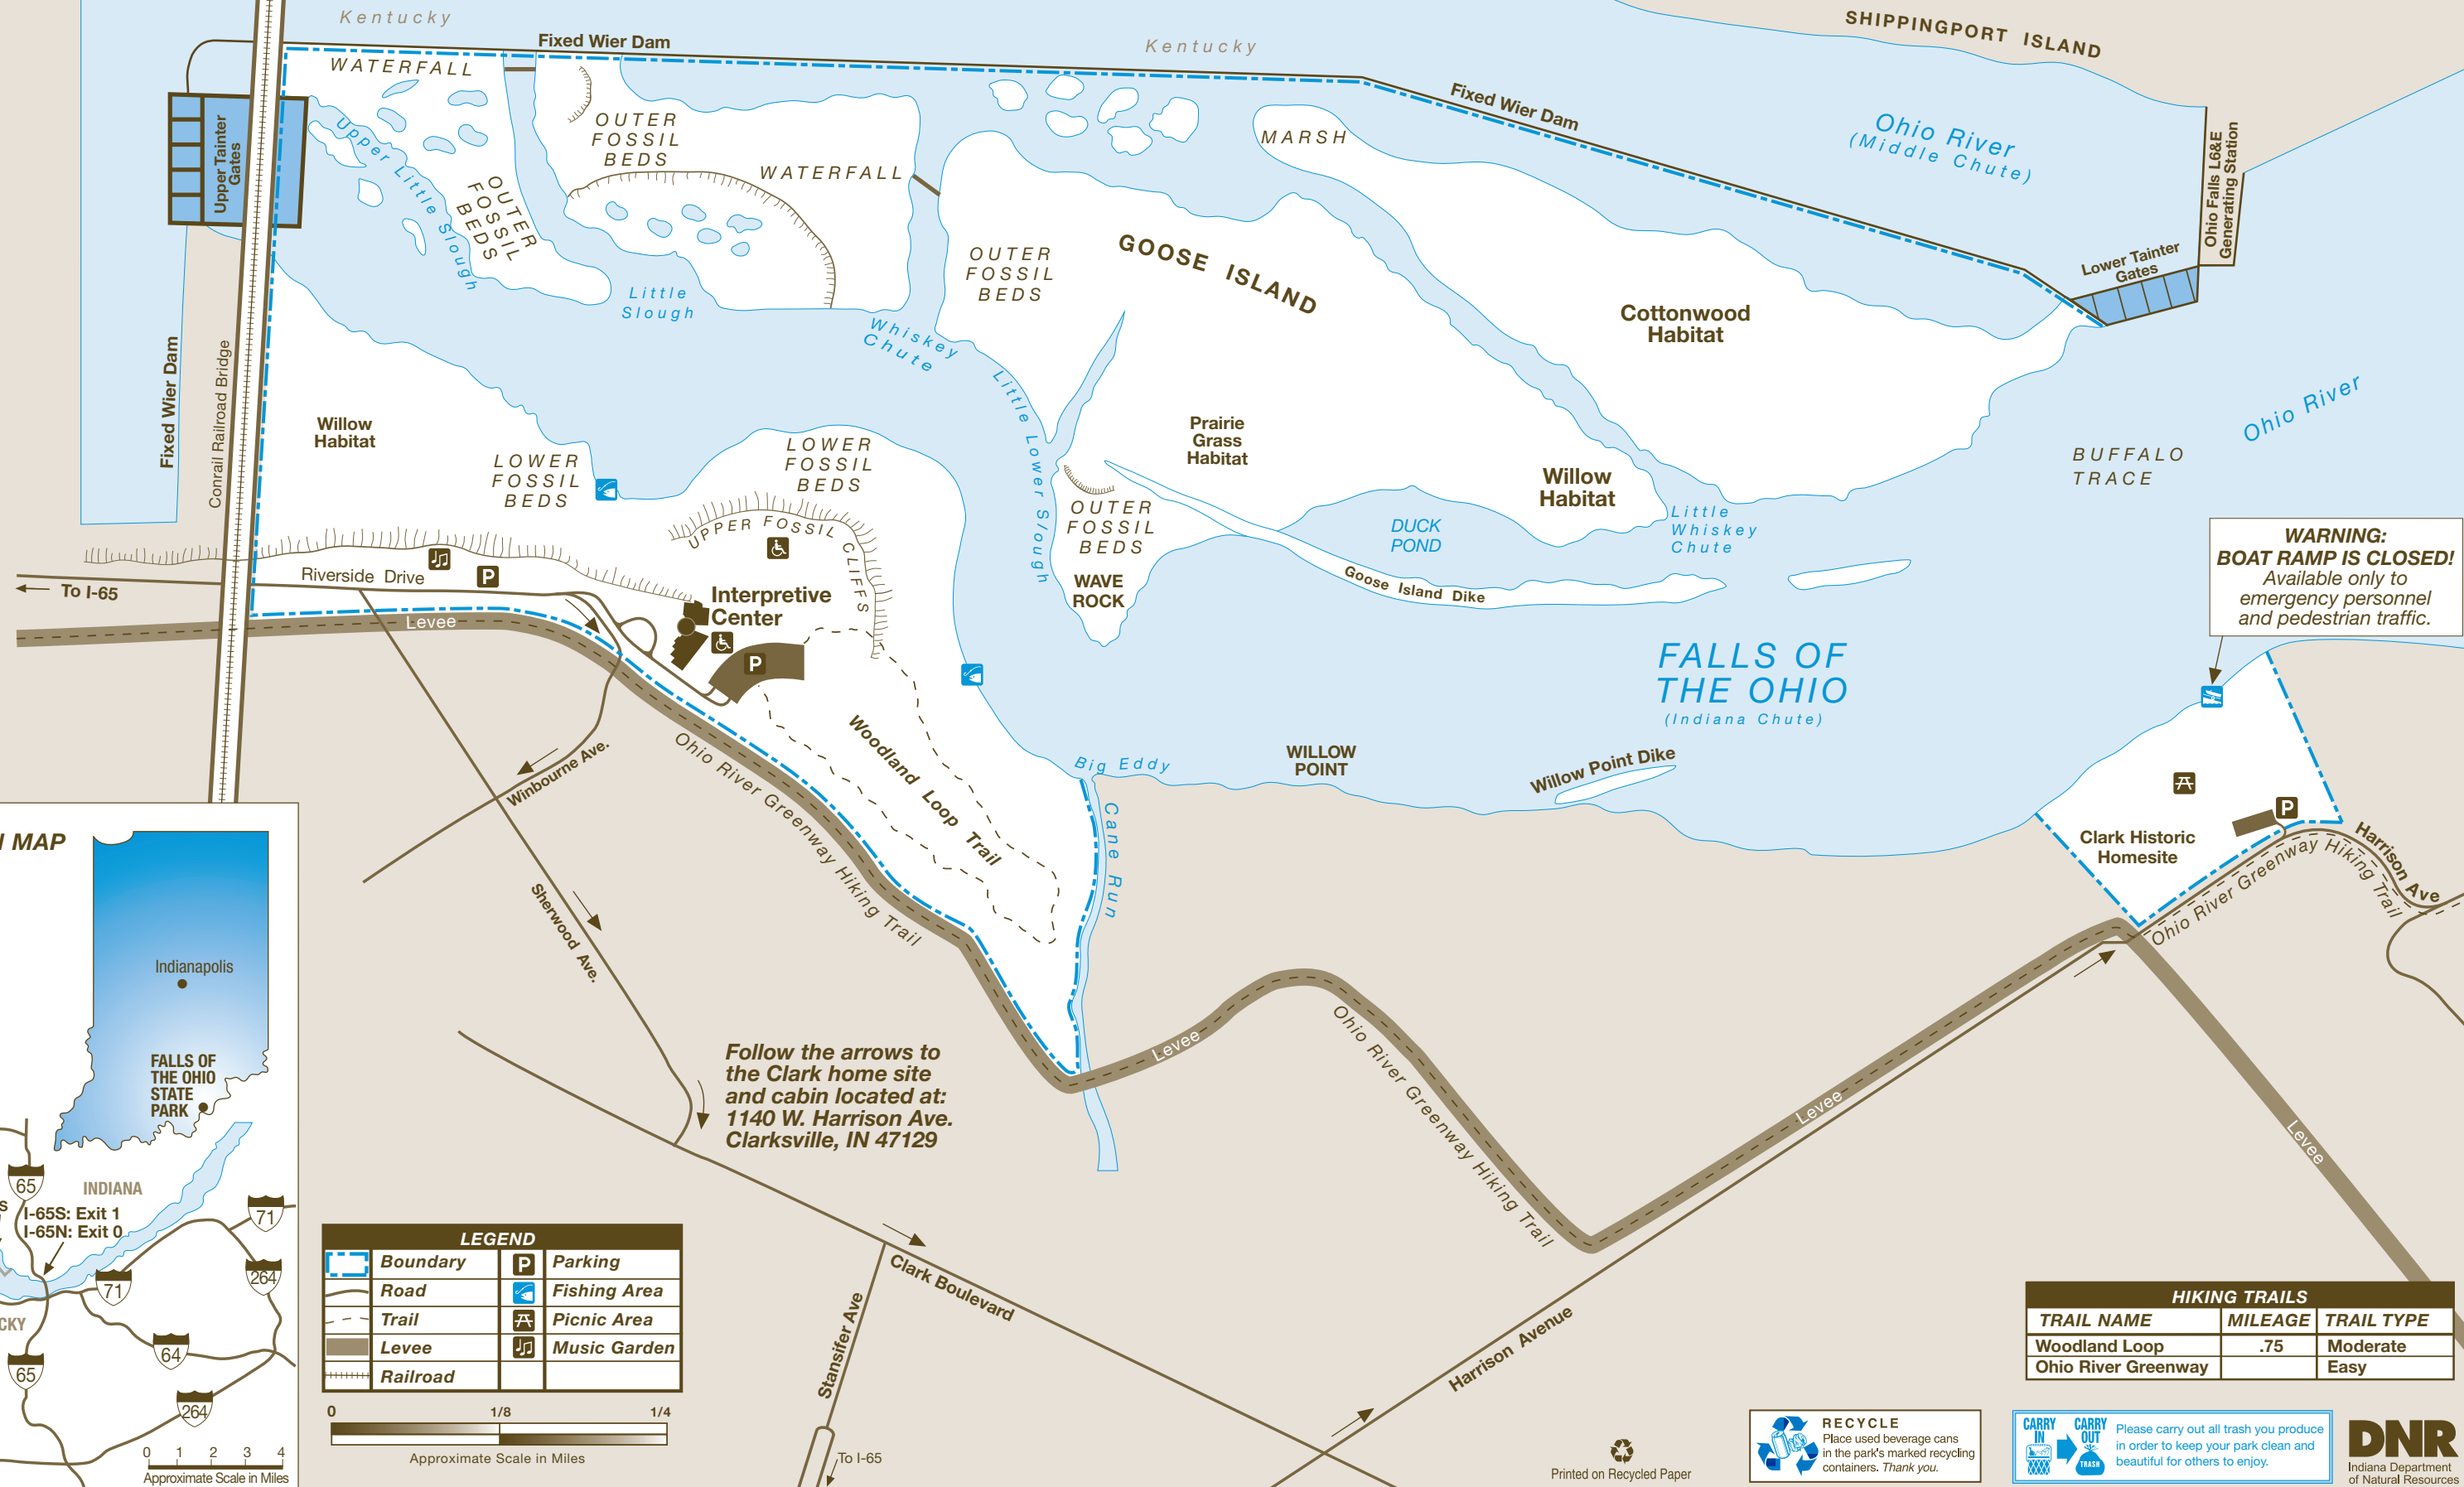 Kentucky
Fixed Wier Dam
Kentucky
SHIPPINGPORT ISLAND
WATERFALL
Fixed Wier Dam
Ohio River
(Middle Chute)
Upper Tainter
Gates
Upper Little Slough
OUTER
FOSSIL
BEDS
WATERFALL
MARSH
Ohio Falls L6&E
Generating Station
OUTER
FOSSIL
BEDS
OUTER
FOSSIL
BEDS
GOOSE ISLAND
Lower Tainter
Gates
Little
Slough
Whiskey
Chute
Cottonwood
Habitat
Fixed Wier Dam
Conrail Railroad Bridge
Willow
Habitat
Little Lower Slough
Prairie
Grass
Habitat
Ohio River
LOWER
FOSSIL
BEDS
LOWER
FOSSIL
BEDS
BUFFALO
TRACE
Willow
Habitat
OUTER
FOSSIL
BEDS
DUCK
POND
Little
Whiskey
Chute
UPPER FOSSIL CLIFFS
WARNING:
BOAT RAMP IS CLOSED!
Available only to
emergency personnel
and pedestrian traffic.
To I-65
Riverside Drive
P
Interpretive
Center
WAVE
ROCK
Goose Island Dike
Levee
P
FALLS OF
THE OHIO
(Indiana Chute)
Winbourne Ave.
Ohio River Greenway Hiking Trail
Woodland Loop Trail
Big Eddy
WILLOW
POINT
Willow Point Dike
Cane Run
P
Clark Historic
Homesite
Harrison Ave
Ohio River Greenway Hiking Trail
MAP
Indianapolis
FALLS OF
THE OHIO
STATE
PARK
Sherwood Ave.
Follow the arrows to
the Clark home site
and cabin located at:
1140 W. Harrison Ave.
Clarksville, IN 47129
Levee
Ohio River Greenway Hiking Trail
Levee
Levee
65
INDIANA
71
S
I-65S: Exit 1
I-65N: Exit 0
71
264
CKY
64
65
264
0 1 2 3 4
Approximate Scale in Miles
LEGEND
Boundary P Parking
Road Fishing Area
Trail Picnic Area
Levee Music Garden
Railroad
0 1/8 1/4
Approximate Scale in Miles
Clark Boulevard
Stansifer Ave
To I-65
Harrison Avenue
HIKING TRAILS
TRAIL NAME MILEAGE TRAIL TYPE
Woodland Loop .75 Moderate
Ohio River Greenway Easy
Printed on Recycled Paper
RECYCLE
Place used beverage cans
in the park's marked recycling
containers. Thank you.
CARRY
IN
CARRY
OUT
TRASH
Please carry out all trash you produce
in order to keep your park clean and
beautiful for others to enjoy.
DNR
Indiana Department
of Natural Resources